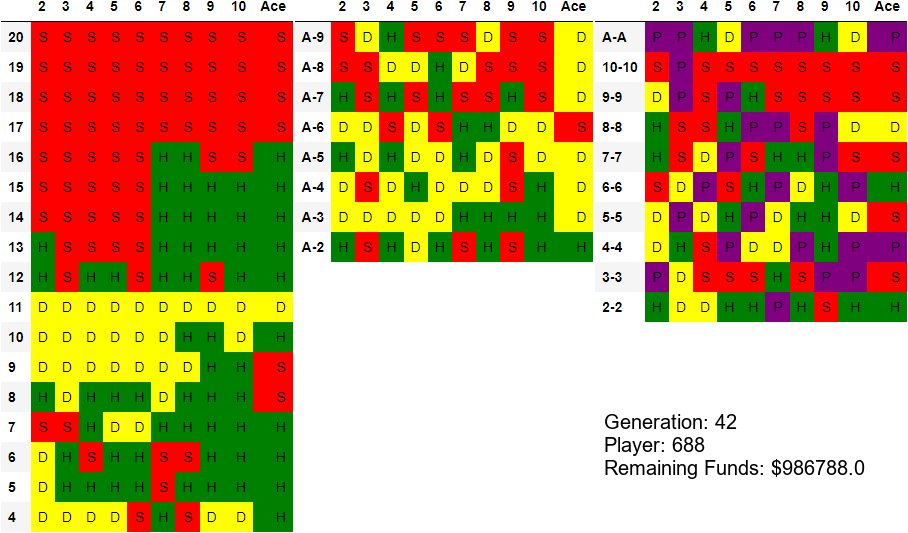 2 3 4 5 6 7 8 9 10 Ace
20 S S S S S S S S S S
19 S S S S S S S S S S
18 S S S S S S S S S S
17 S S S S S S S S S S
16 S S S S S H H S S H
15 S S S S S H H H H H
14 S S S S S H H H H H
13 H S S S S H H H H H
12 H S H H S H H S H H
11 D D D D D D D D D D
10 D D D D D D H H D H
9 D D D D D D D H H S
8 H D H H H D H H H S
7 S S H D D H H H H H
6 D H S H H S S H H H
5 D H H H H S H H H H
4 D D D D S H S D D H
2 3 4 5 6 7 8 9 10 Ace
A-9 S D H S S S D S S D
A-8 S S D D H D S S S D
A-7 H S H S H S S H S D
A-6 D D S D S H H D D S
A-5 H D H D D H D S D D
A-4 D S D H D D D S H D
A-3 D D D D D H H H H D
A-2 H S H D H S H S H H
2 3 4 5 6 7 8 9 10 Ace
A-A P P H D P P P H D P
10-10 S P S S S S S S S S
9-9 D P S P H S S S S S
8-8 H S S H P P S P D D
7-7 H S D P S H H P S S
6-6 S D P S H P D H P H
5-5 D P D H P D H H D S
4-4 D H S P D D P H P P
3-3 P D S S S H S P P S
2-2 H D D H H P H S H H
Generation: 42
Player: 688
Remaining Funds: $986788.0